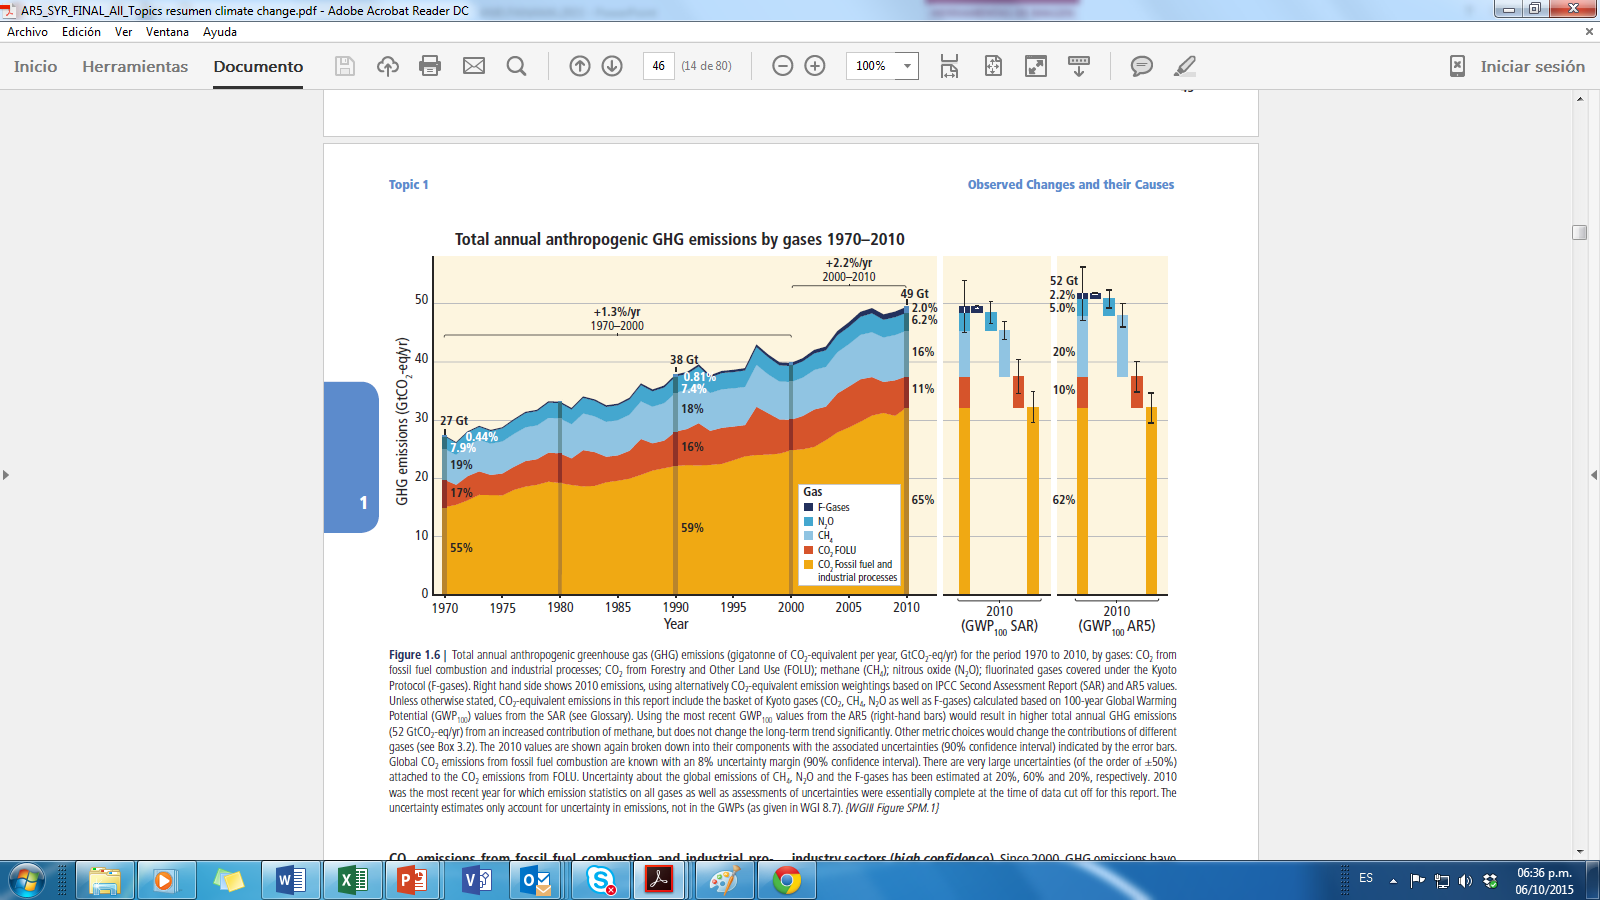 AR5_SYR_FINAL_All_Topics resumen climate change.pdf - Adobe Acrobat Reader DC
Archivo Edición Ver Ventana Ayuda
Inicio Herramientas Documento 46 (14 de 80) 100% Iniciar sesión
Topic 1 Observed Changes and their Causes
Total annual anthropogenic GHG emissions by gases 1970–2010
GHG emissions (GtCO2-eq/yr)
50
40
30
20
10
0
+1.3%/yr
1970–2000
+2.2%/yr
2000–2010
27 Gt
0.44%
7.9%
19%
17%
55%
38 Gt
0.81%
7.4%
18%
16%
59%
49 Gt
2.0%
6.2%
16%
11%
65%
52 Gt
2.2%
5.0%
20%
10%
62%
Gas
F-Gases
N2O
CH4
CO2 FOLU
CO2 Fossil fuel and
industrial processes
1970 1975 1980 1985 1990 1995 2000 2005 2010
Year
2010
(GWP100 SAR)
2010
(GWP100 AR5)
1
Figure 1.6 | Total annual anthropogenic greenhouse gas (GHG) emissions (gigatonne of CO2-equivalent per year, GtCO2-eq/yr) for the period 1970 to 2010, by gases: CO2 from
fossil fuel combustion and industrial processes; CO2 from Forestry and Other Land Use (FOLU); methane (CH4); nitrous oxide (N2O); fluorinated gases covered under the Kyoto
Protocol (F-gases). Right hand side shows 2010 emissions, using alternatively CO2-equivalent emission weightings based on IPCC Second Assessment Report (SAR) and AR5 values.
Unless otherwise stated, CO2-equivalent emissions in this report include the basket of Kyoto gases (CO2, CH4, N2O as well as F-gases) calculated based on 100-year Global Warming
Potential (GWP100) values from the SAR (see Glossary). Using the most recent GWP100 values from the AR5 (right-hand bars) would result in higher total annual GHG emissions
(52 GtCO2-eq/yr) from an increased contribution of methane, but does not change the long-term trend significantly. Other metric choices would change the contributions of different
gases (see Box 3.2). The 2010 values are shown again broken down into their components with the associated uncertainties (90% confidence interval) indicated by the error bars.
Global CO2 emissions from fossil fuel combustion are known with an 8% uncertainty margin (90% confidence interval). There are very large uncertainties (of the order of ±50%)
attached to the CO2 emissions from FOLU. Uncertainty about the global emissions of CH4, N2O and the F-gases has been estimated at 20%, 60% and 20%, respectively. 2010
was the most recent year for which emission statistics on all gases as well as assessments of uncertainties were essentially complete at the time of data cut off for this report. The
uncertainty estimates only account for uncertainty in emissions, not in the GWPs (as given in WGI 8.7). {WGIII Figure SPM.1}
CO2 emissions from fossil fuel combustion and industrial pro- industry sectors (high confidence). Since 2000, GHG emissions have
ES 06:36 p.m.
06/10/2015